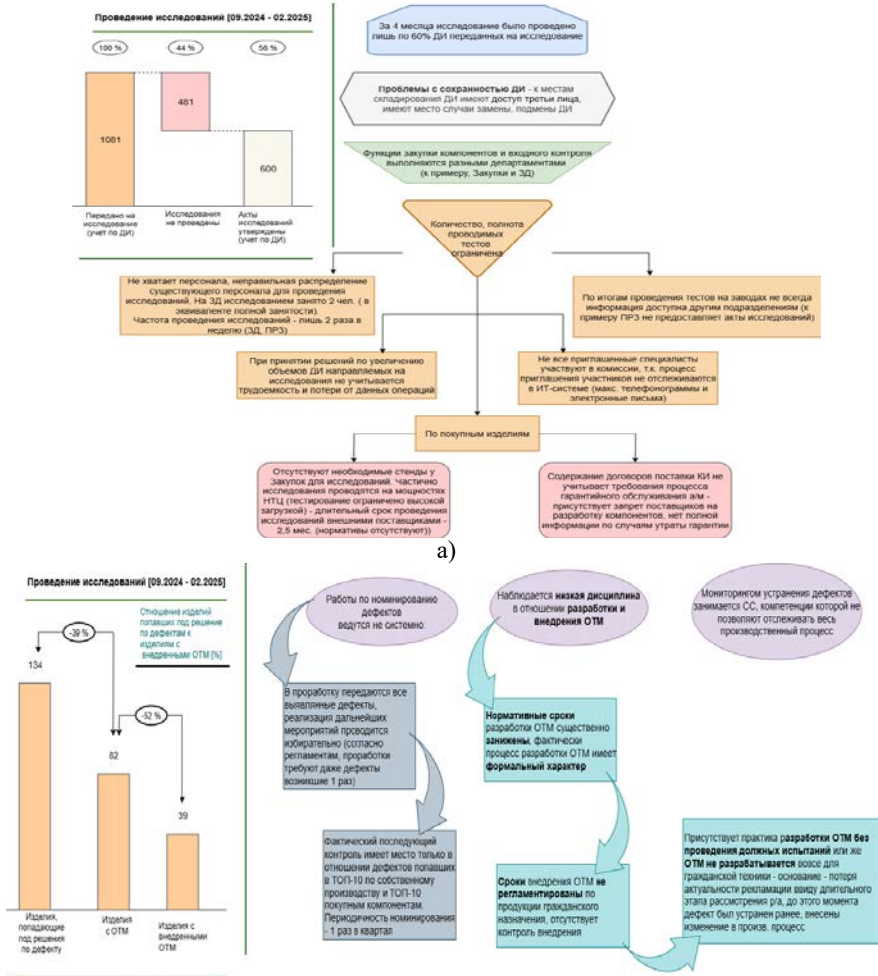 Проведение исследований [09.2024 - 02.2025]
100 %
44 %
56 %
1081
481
600
Передано на
исследование
(учет по ДИ)
Исследования
не проведены
Акты
исследований
утверждены
(учет по ДИ)
За 4 месяца исследование было проведено
лишь по 60% ДИ переданных на исследование
Проблемы с сохранностью ДИ - к местам
складирования ДИ имеют доступ третьи лица,
имеют место случаи замены, подмены ДИ
Функции закупки компонентов и входного контроля
выполняются разными департаментами
(к примеру, Закупки и ЗД)
Количество, полнота
проводимых
тестов
ограничена
Не хватает персонала, неправильная распределение
существующего персонала для проведения
исследований. На ЗД исследованием занято 2 чел. ( в
эквиваленте полной занятости).
Частота проведения исследований - лишь 2 раза в
неделю (ЗД, ПРЗ)
По итогам проведения тестов на заводах не всегда
информация доступна другим подразделениям (к
примеру ПРЗ не предоставляет акты исследований)
При принятии решений по увеличению
объемов ДИ направляемых на
исследования не учитывается
трудоемкость и потери от данных операций
Не все приглашенные специалисты
участвуют в комиссии, т.к. процесс
приглашения участников не отслеживаются
в ИТ-системе (макс. телефонограммы и
электронные письма)
По покупным изделиям
Отсутствуют необходимые стенды у
Закупок для исследований. Частично
исследования проводятся на мощностях
НТЦ (тестирование ограничено высокой
загрузкой) - длительный срок проведения
исследований внешними поставщиками -
2,5 мес. (нормативы отсутствуют))
Содержание договоров поставки КИ не
учитывает требования процесса
гарантийного обслуживания а/м -
присутствует запрет поставщиков на
разработку компонентов, нет полной
информации по случаям утраты гарантии
а)
Проведение исследований [09.2024 - 02.2025]
Отношение изделий
попавших под решение
по дефектам к
изделиям с
внедренными ОТМ [%]
-39 %
-52 %
134
82
39
Изделия,
попадающие
под решения
по дефекту
Изделия
с ОТМ
Изделия с
внедренными
ОТМ
Работы по номинированию
дефектов
ведутся не системно:
В проработку передаются все
выявлянные дефекты,
реализация дальнейших
мероприятий проводится
избирательно (согласно
регламентам, проработки
требуют даже дефекты
возникшие 1 раз)
Фактический последующий
контроль имеет место только в
отношении дефектов попавших
в ТОП-10 по собственному
производству и ТОП-10
покупным компонентам.
Периодичность номинирования
- 1 раз в квартал
Наблюдается низкая дисциплина
в отношении разработки и
внедрения ОТМ
Нормативные сроки
разработки ОТМ существенно
занижены, фактически
процесс разработки ОТМ имеет
формальный характер
Сроки внедрения ОТМ не
регламентированы по
продукции гражданского
назначения, отсутствует
контроль внедрения
Мониторингом устранения дефектов
занимается СС, компетенции которой не
позволяют отслеживать весь
производственный процесс
Присутствует практика разработки ОТМ без
проведения должных испытаний или же
ОТМ не разрабатывается вовсе для
гражданской техники - основание - потеря
актуальности рекламации ввиду длительного
этапа рассмотрения р/а, до этого момента
дефект был устранен ранее, внесены
изменение в произв. процесс